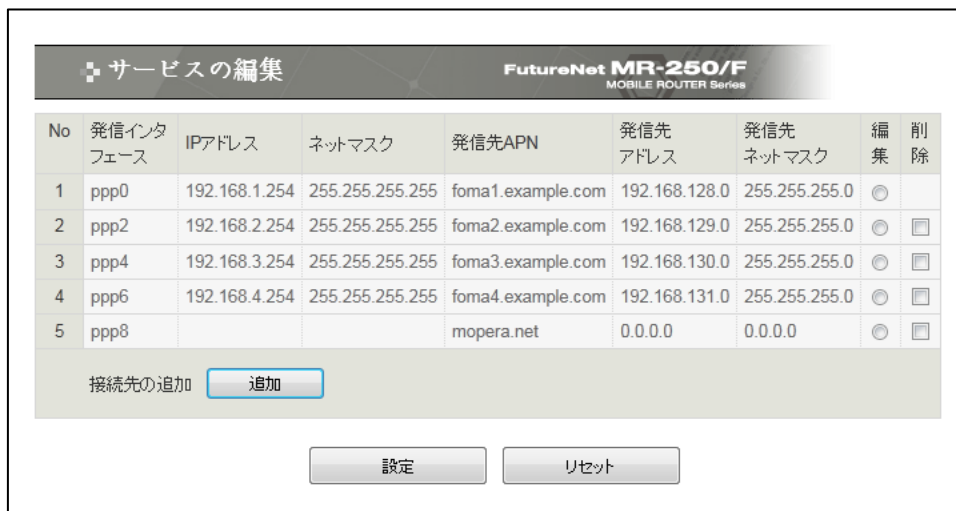 サービスの編集
FutureNet MR-250/F
MOBILE ROUTER Series
No 発信インタフェース IPアドレス ネットマスク 発信先APN 発信先アドレス 発信先ネットマスク 編集 削除
1 ppp0 192.168.1.254 255.255.255.255 foma1.example.com 192.168.128.0 255.255.255.0
2 ppp2 192.168.2.254 255.255.255.255 foma2.example.com 192.168.129.0 255.255.255.0
3 ppp4 192.168.3.254 255.255.255.255 foma3.example.com 192.168.130.0 255.255.255.0
4 ppp6 192.168.4.254 255.255.255.255 foma4.example.com 192.168.131.0 255.255.255.0
5 ppp8 mopera.net 0.0.0.0 0.0.0.0
接続先の追加 追加
設定 リセット